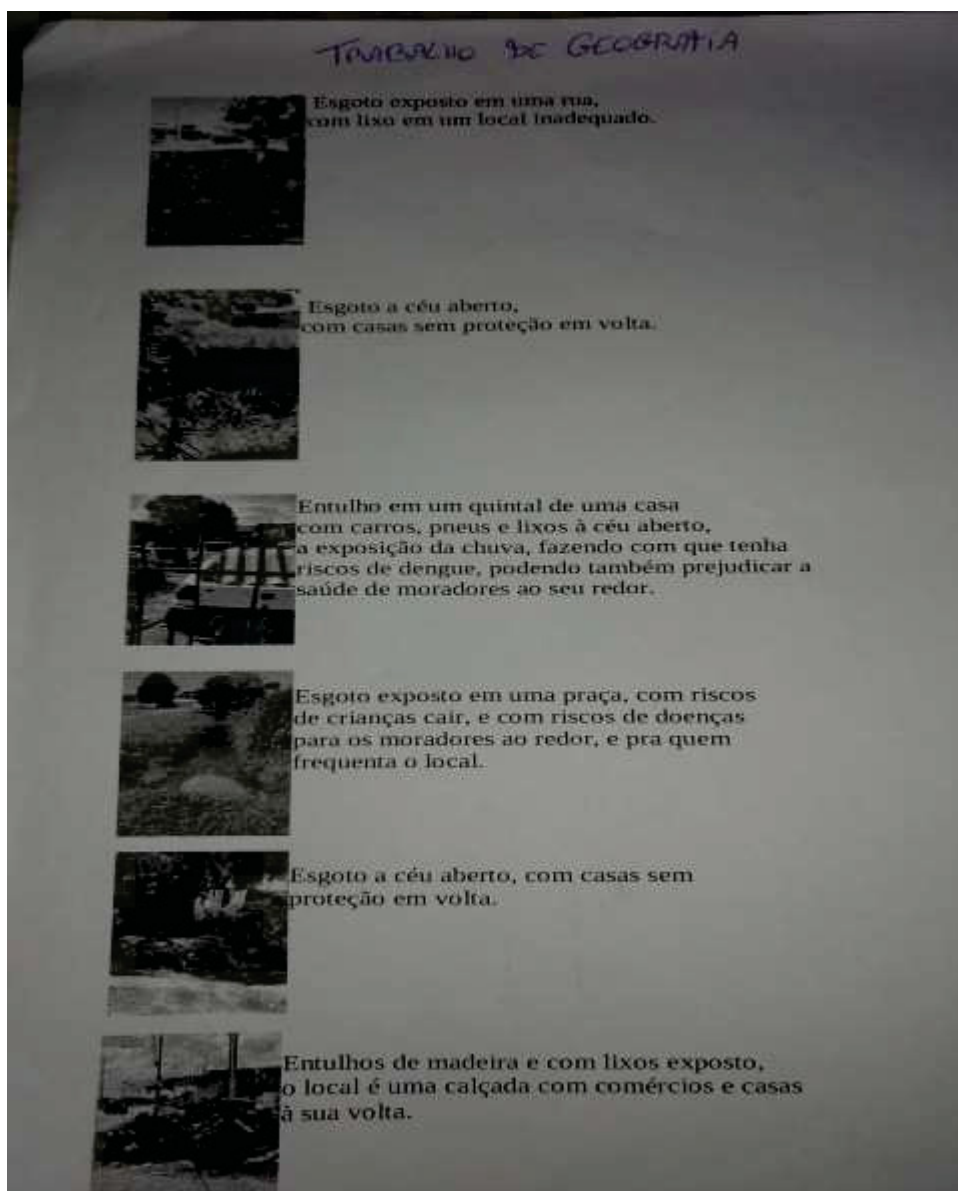 TRABALHO DE GEOGRAFIA
Esgoto exposto em uma rua,
com lixo em um local inadequado.
Esgoto a céu aberto,
com casas sem proteção em volta.
Entulho em um quintal de uma casa
com carros, pneus e lixos à céu aberto,
a exposição da chuva, fazendo com que tenha
riscos de dengue, podendo também prejudicar a
saúde de moradores ao seu redor.
Esgoto exposto em uma praça, com riscos
de crianças cair, e com riscos de doenças
para os moradores ao redor, e pra quem
frequenta o local.
Esgoto a céu aberto, com casas sem
proteção em volta.
Entulhos de madeira e com lixos exposto,
o local é uma calçada com comércios e casas
à sua volta.